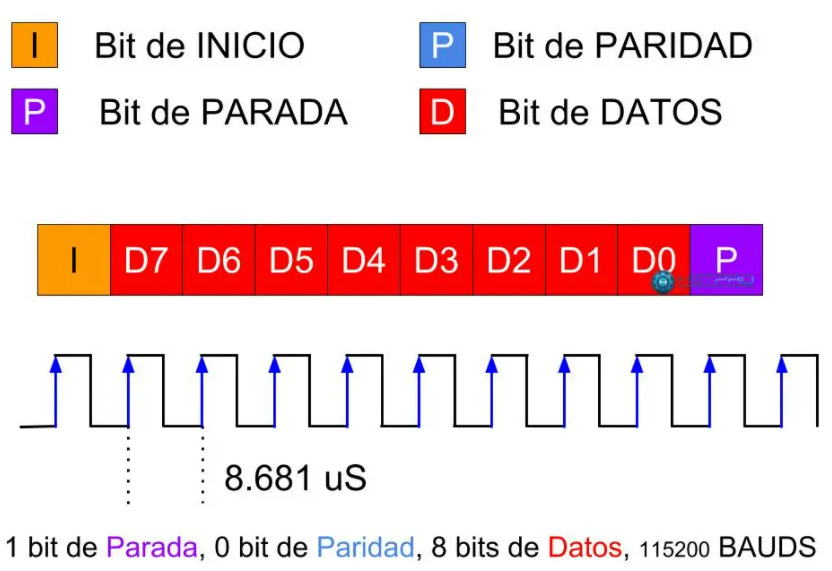 I Bit de INICIO
P Bit de PARIDAD
P Bit de PARADA
D Bit de DATOS
I D7 D6 D5 D4 D3 D2 D1 D0 P
8.681 uS
1 bit de Parada, 0 bit de Paridad, 8 bits de Datos, 115200 BAUDS